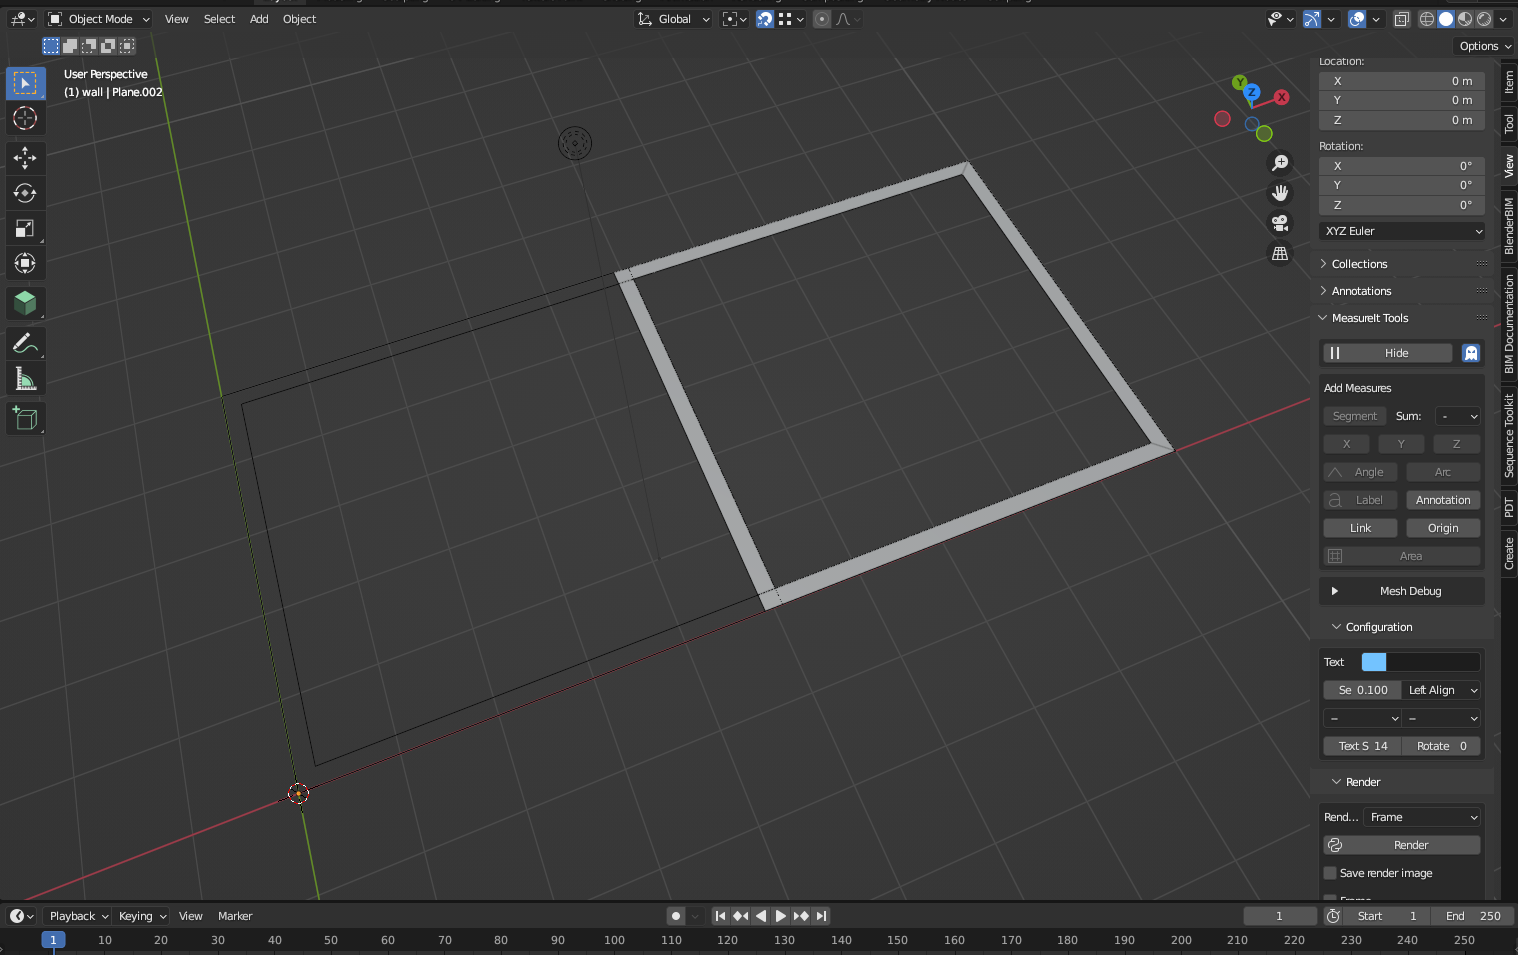 Object Mode View Select Add Object Global
Options
User Perspective
(1) wall | Plane.002
Y
Z
X
Location:
X 0 m
Y 0 m
Z 0 m
Rotation:
X 0°
Y 0°
Z 0°
XYZ Euler
Collections
Annotations
MeasureIt Tools
Hide
Add Measures
Segment Sum: -
X Y Z
Angle Arc
a Label Annotation
Link Origin
Area
Mesh Debug
Configuration
Text
Se 0.100 Left Align
– –
Text S 14 Rotate 0
Render
Rend... Frame
Render
Save render image
Item
Tool
View
BlenderBIM
BIM Documentation
Sequence Toolkit
PDT
Create
Playback Keying View Marker 1 Start 1 End 250
1 10 20 30 40 50 60 70 80 90 100 110 120 130 140 150 160 170 180 190 200 210 220 230 240 250